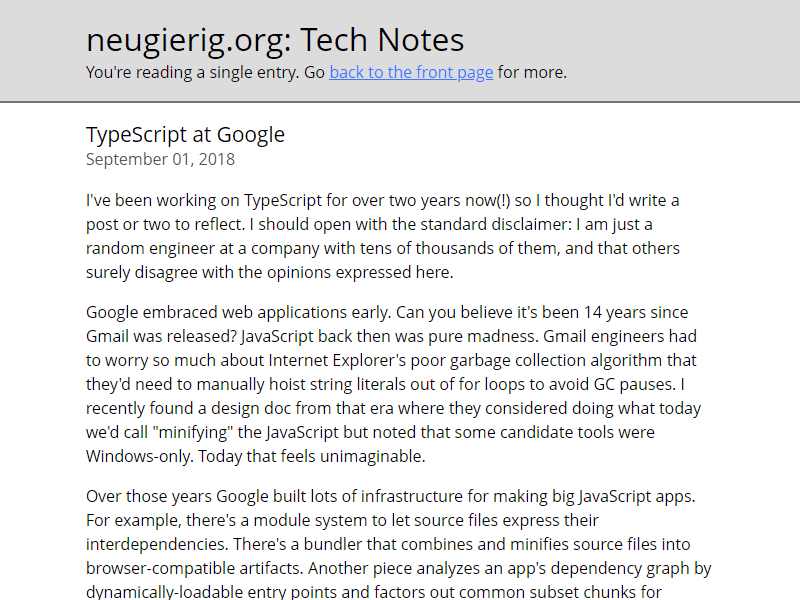 neugierig.org: Tech Notes
You're reading a single entry. Go back to the front page for more.
TypeScript at Google
September 01, 2018
I've been working on TypeScript for over two years now(!) so I thought I'd write a
post or two to reflect. I should open with the standard disclaimer: I am just a
random engineer at a company with tens of thousands of them, and that others
surely disagree with the opinions expressed here.
Google embraced web applications early. Can you believe it's been 14 years since
Gmail was released? JavaScript back then was pure madness. Gmail engineers had
to worry so much about Internet Explorer's poor garbage collection algorithm that
they'd need to manually hoist string literals out of for loops to avoid GC pauses. I
recently found a design doc from that era where they considered doing what today
we'd call "minifying" the JavaScript but noted that some candidate tools were
Windows-only. Today that feels unimaginable.
Over those years Google built lots of infrastructure for making big JavaScript apps.
For example, there's a module system to let source files express their
interdependencies. There's a bundler that combines and minifies source files into
browser-compatible artifacts. Another piece analyzes an app's dependency graph by
dynamically-loadable entry points and factors out common subset chunks for